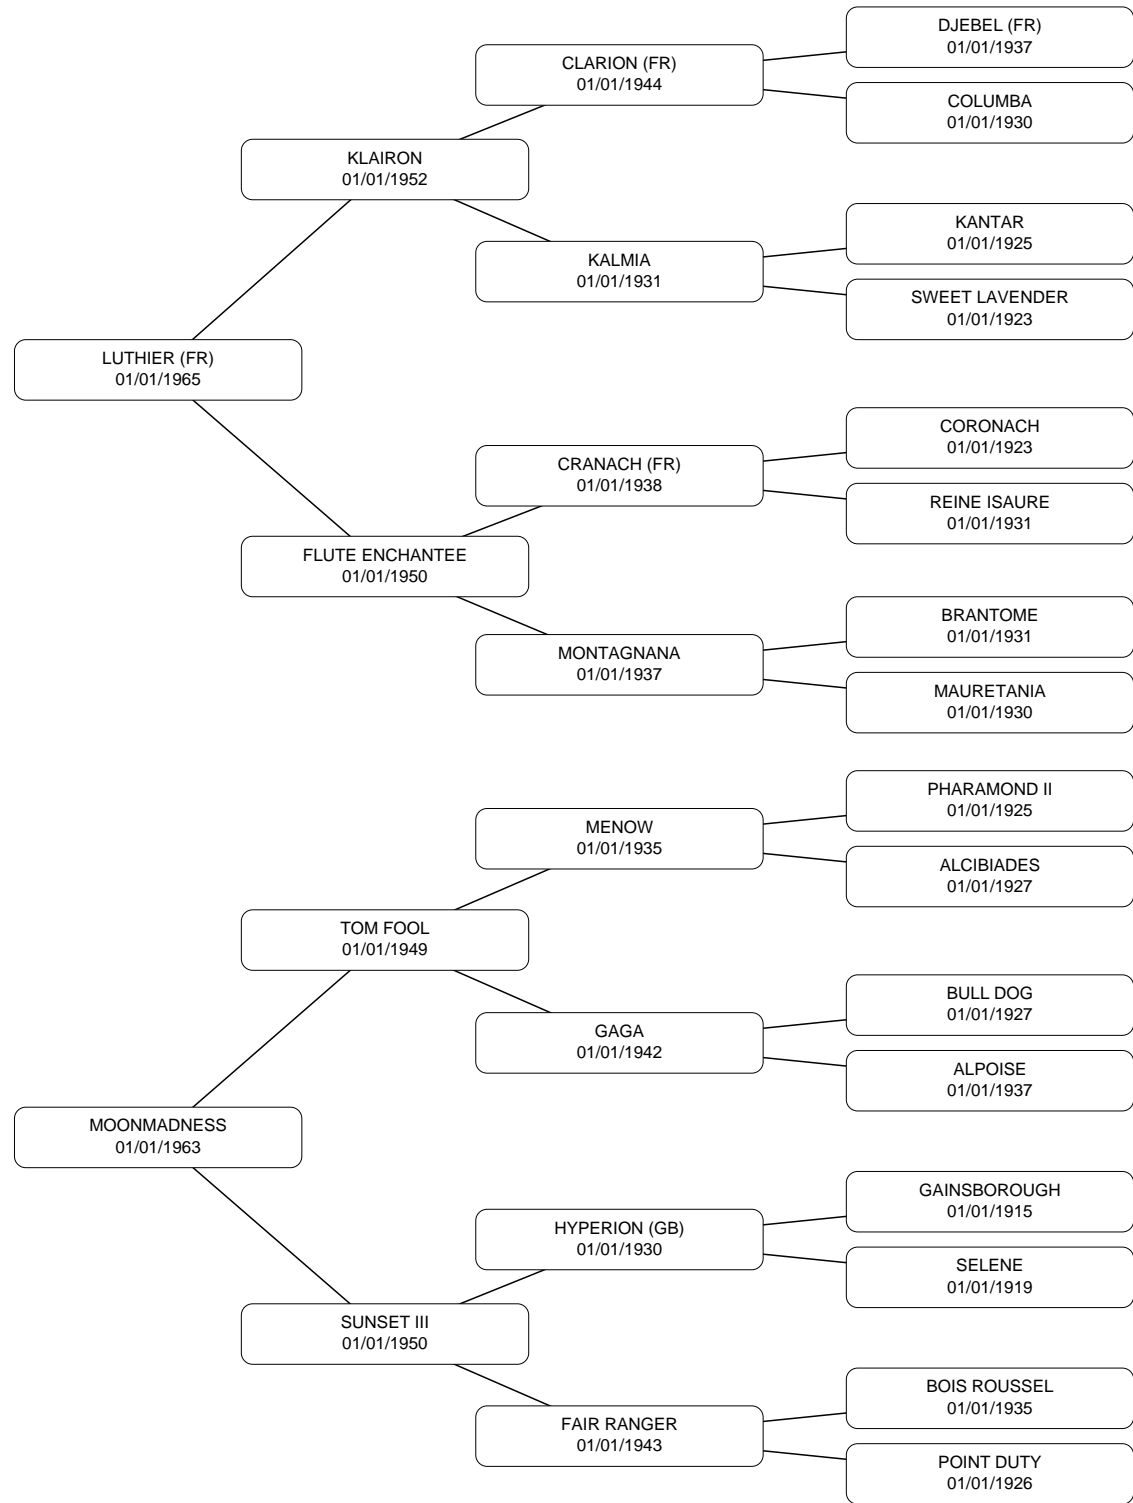 DJEBEL (FR)
01/01/1937
CLARION (FR)
01/01/1944
COLUMBA
01/01/1930
KLAIRON
01/01/1952
KANTAR
01/01/1925
KALMIA
01/01/1931
SWEET LAVENDER
01/01/1923
LUTHIER (FR)
01/01/1965
CORONACH
01/01/1923
CRANACH (FR)
01/01/1938
REINE ISAURE
01/01/1931
FLUTE ENCHANTEE
01/01/1950
BRANTOME
01/01/1931
MONTAGNANA
01/01/1937
MAURETANIA
01/01/1930
PHARAMOND II
01/01/1925
MENOW
01/01/1935
ALCIBIADES
01/01/1927
TOM FOOL
01/01/1949
BULL DOG
01/01/1927
GAGA
01/01/1942
ALPOISE
01/01/1937
MOONMADNESS
01/01/1963
GAINSBOROUGH
01/01/1915
HYPERION (GB)
01/01/1930
SELENE
01/01/1919
SUNSET III
01/01/1950
BOIS ROUSSEL
01/01/1935
FAIR RANGER
01/01/1943
POINT DUTY
01/01/1926